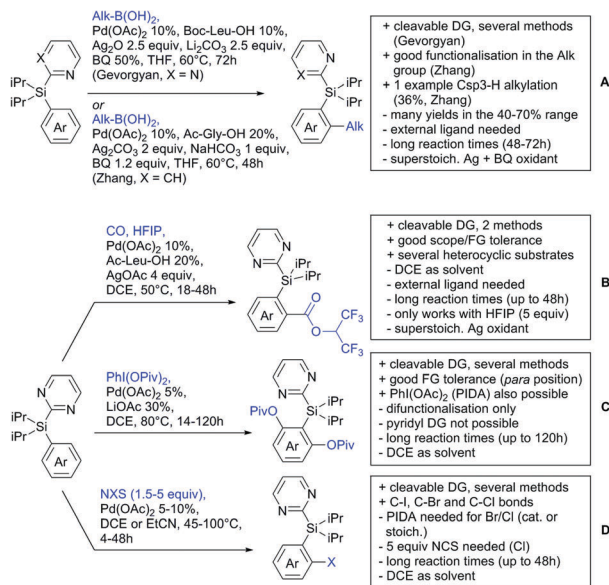 Alk-B(OH)2,
Pd(OAc)2 10%, Boc-Leu-OH 10%,
Ag2O 2.5 equiv, Li2CO3 2.5 equiv,
BQ 50%, THF, 60°C, 72h
(Gevorgyan, X = N)
or
Alk-B(OH)2,
Pd(OAc)2 10%, Ac-Gly-OH 20%,
Ag2CO3 2 equiv, NaHCO3 1 equiv,
BQ 1.2 equiv, THF, 60°C, 48h
(Zhang, X = CH)
X
N
iPr
Si
iPr
Ar
X
N
iPr
Si
iPr
Alk
Ar
+ cleavable DG, several methods
(Gevorgyan)
+ good functionalisation in the Alk
group (Zhang)
+ 1 example Csp3-H alkylation
(36%, Zhang)
- many yields in the 40-70% range
- external ligand needed
- long reaction times (48-72h)
- superstoich. Ag + BQ oxidant
A
CO, HFIP,
Pd(OAc)2 10%,
Ac-Leu-OH 20%,
AgOAc 4 equiv,
DCE, 50°C, 18-48h
N
N
iPr
Si
iPr
O
Ar
O
CF3
CF3
+ cleavable DG, 2 methods
+ good scope/FG tolerance
+ several heterocyclic substrates
- DCE as solvent
- external ligand needed
- long reaction times (up to 48h)
- only works with HFIP (5 equiv)
- superstoich. Ag oxidant
B
N
N
iPr
Si
iPr
Ar
PhI(OPiv)2,
Pd(OAc)2 5%,
LiOAc 30%,
DCE, 80°C, 14-120h
N
N
iPr
PivO
Si
iPr
Ar
OPiv
+ cleavable DG, several methods
+ good FG tolerance (para position)
+ PhI(OAc)2 (PIDA) also possible
- difunctionalisation only
- pyridyl DG not possible
- long reaction times (up to 120h)
- DCE as solvent
C
NXS (1.5-5 equiv),
Pd(OAc)2 5-10%,
DCE or EtCN, 45-100°C,
4-48h
N
N
iPr
Si
iPr
Ar
X
+ cleavable DG, several methods
+ C-I, C-Br and C-Cl bonds
- PIDA needed for Br/Cl (cat. or
stoich.)
- 5 equiv NCS needed (Cl)
- long reaction times (up to 48h)
- DCE as solvent
D